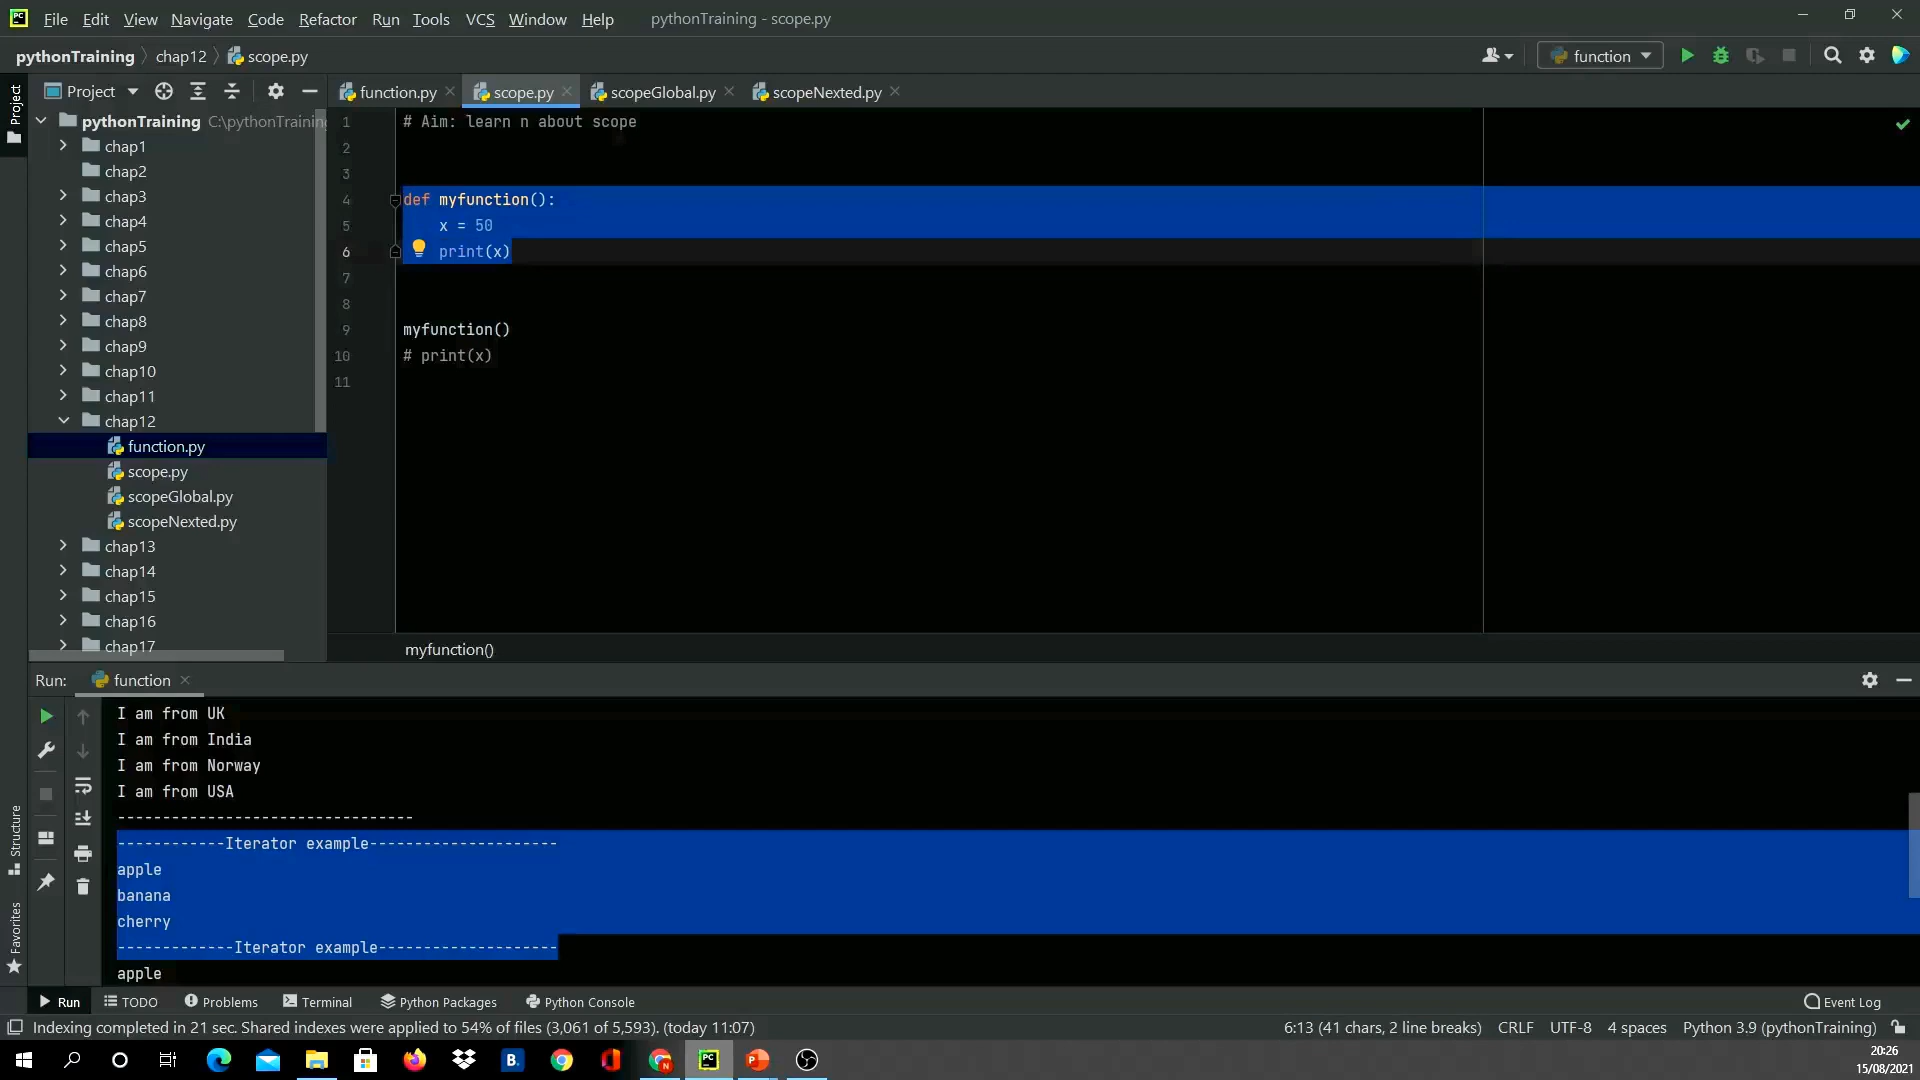 File Edit View Navigate Code Refactor Run Tools VCS Window Help pythonTraining - scope.py
pythonTraining chap12 scope.py function
Project function.py scope.py scopeGlobal.py scopeNexted.py
Project
pythonTraining C:\pythonTraining
chap1
chap2
chap3
chap4
chap5
chap6
chap7
chap8
chap9
chap10
chap11
chap12
function.py
scope.py
scopeGlobal.py
scopeNexted.py
chap13
chap14
chap15
chap16
chap17
1 # Aim: learn n about scope
2
3
4 def myfunction():
5 x = 50
6 print(x)
7
8
9 myfunction()
10 # print(x)
11
myfunction()
Run: function
I am from UK
I am from India
I am from Norway
I am from USA
---------------------------------
------------Iterator example---------------------
apple
banana
cherry
-------------Iterator example--------------------
apple
Structure
Favorites
Run TODO Problems Terminal Python Packages Python Console Event Log
Indexing completed in 21 sec. Shared indexes were applied to 54% of files (3,061 of 5,593). (today 11:07) 6:13 (41 chars, 2 line breaks) CRLF UTF-8 4 spaces Python 3.9 (pythonTraining)
20:26
15/08/2021